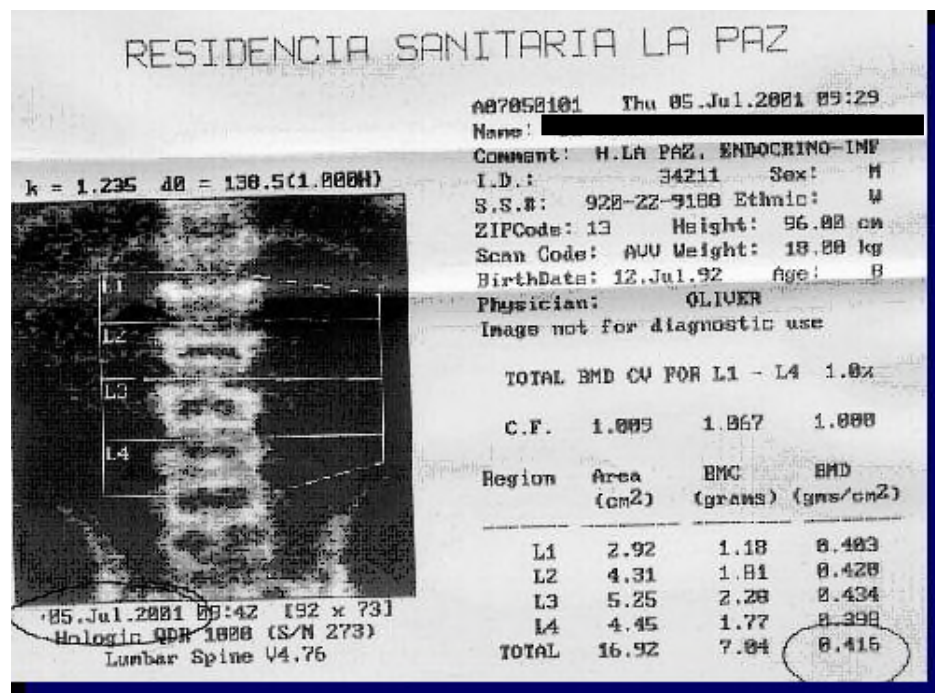 RESIDENCIA SANITARIA LA PAZ
A07050101 Thu 05.Jul.2001 09:29
Name:
Comment: H.LA PAZ, ENDOCRINO-INF
I.D.: 34211 Sex: M
S.S.#: 920-22-9188 Ethnic: W
ZIPCode: 13 Height: 96.00 cm
Scan Code: AVV Weight: 18.00 kg
BirthDate: 12.Jul.92 Age: 8
Physician: OLIVER
Image not for diagnostic use
TOTAL BMD CV FOR L1 - L4 1.0%
C.F. 1.009 1.067 1.000
Region Area BMC BMD
(cm2) (grams) (gms/cm2)
L1 2.92 1.18 0.403
L2 4.31 1.81 0.420
L3 5.25 2.28 0.434
L4 4.45 1.77 0.398
TOTAL 16.92 7.04 0.416
k = 1.235 d0 = 138.5(1.000H)
L1
L2
L3
L4
·05.Jul.2001 09:42 [92 x 73]
Hologic QDR 1000 (S/N 273)
Lumbar Spine V4.76